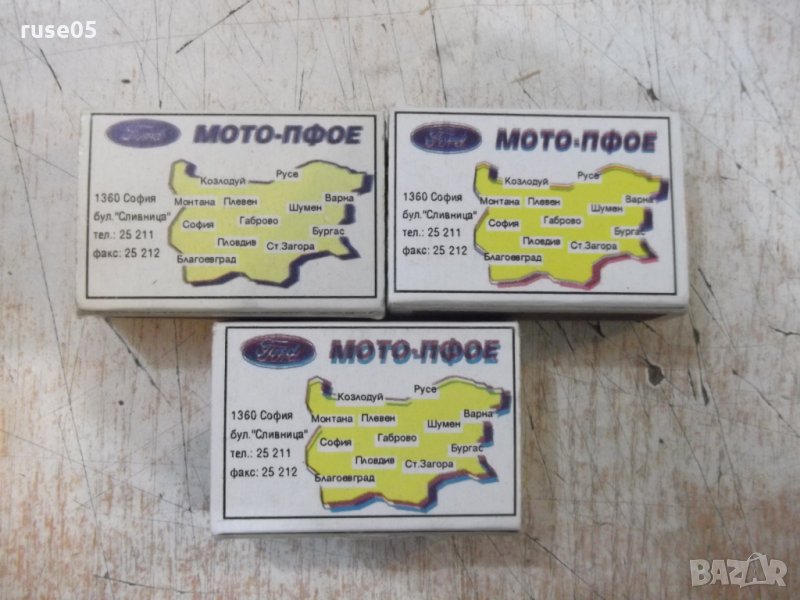 ruse05
Ford МОТО-ПФОЕ
1360 София
бул."Сливница"
тел.: 25 211
факс: 25 212
Козлодуй Русе
Монтана Плевен Варна
Шумен
София Габрово
Бургас
Пловдив Ст.Загора
Благоевград
Ford МОТО-ПФОЕ
1360 София
бул."Сливница"
тел.: 25 211
факс: 25 212
Козлодуй Русе
Монтана Плевен Варна
Шумен
София Габрово
Бургас
Пловдив Ст.Загора
Благоевград
Ford МОТО-ПФОЕ
1360 София
бул."Сливница"
тел.: 25 211
факс: 25 212
Козлодуй Русе
Монтана Плевен Варна
Шумен
София Габрово
Бургас
Пловдив Ст.Загора
Благоевград
BAZAR